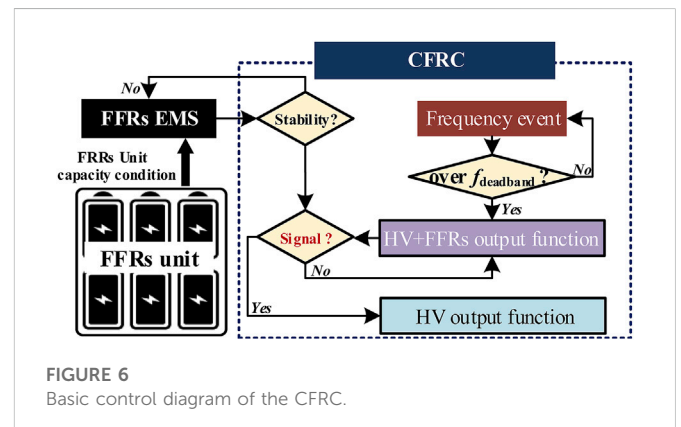 CFRC
No
FFRs EMS
Stability?
Frequency event
FRRs Unit
capacity condition
over fdeadband ?
No
Yes
FFRs unit
Signal ?
HV+FFRs output function
No
Yes
HV output function
FIGURE 6
Basic control diagram of the CFRC.